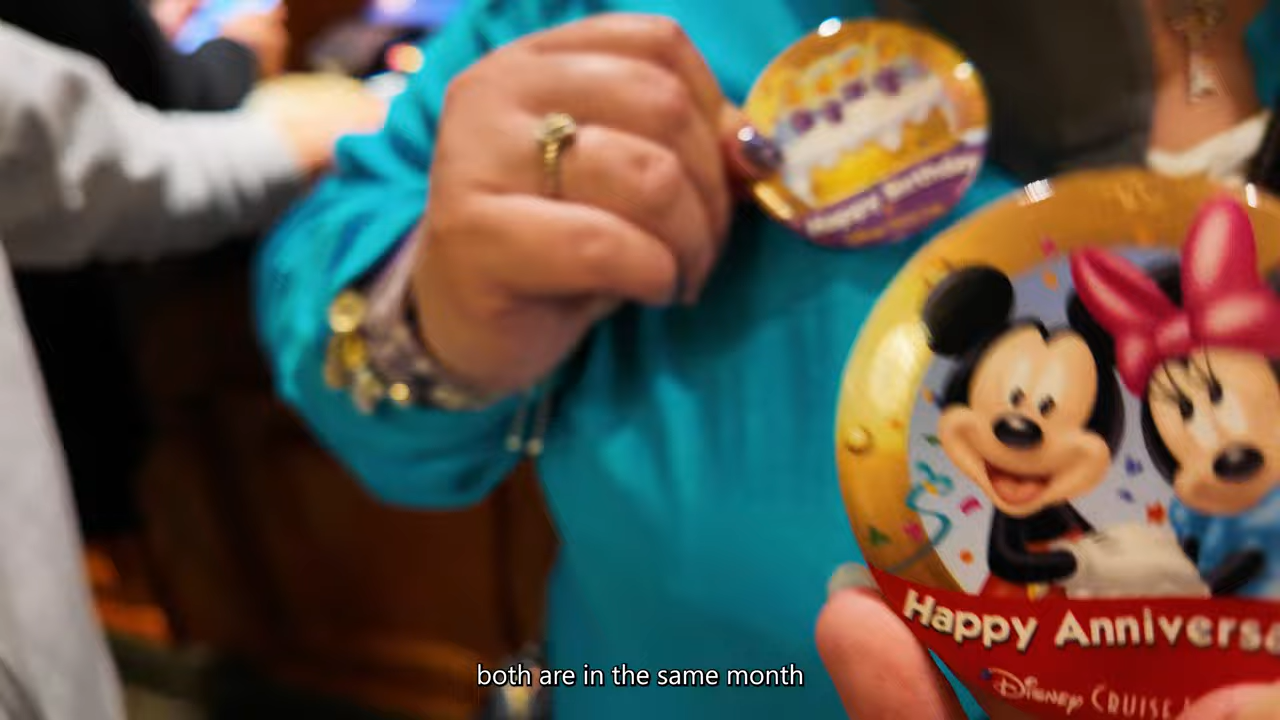 Happy Birthday
Happy Annivers
Disney Cruise
both are in the same month